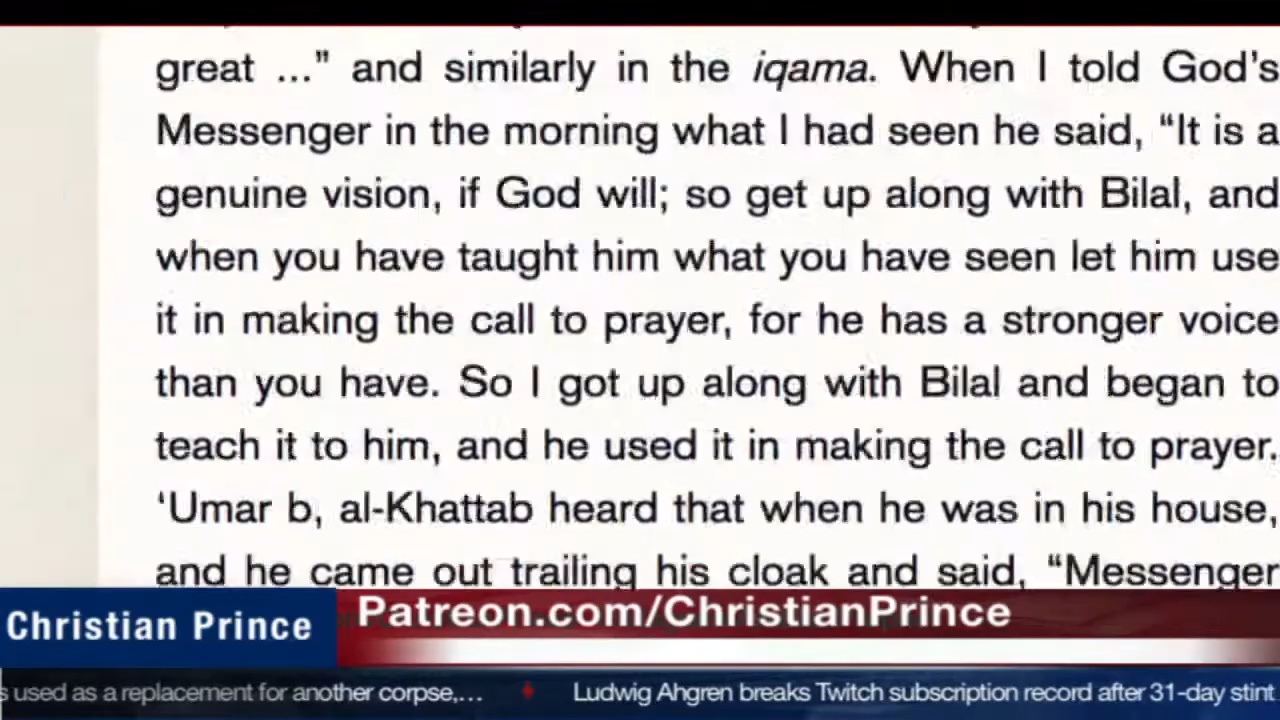 great ...” and similarly in the iqama. When I told God’s
Messenger in the morning what I had seen he said, “It is a
genuine vision, if God will; so get up along with Bilal, and
when you have taught him what you have seen let him use
it in making the call to prayer, for he has a stronger voice
than you have. So I got up along with Bilal and began to
teach it to him, and he used it in making the call to prayer.
‘Umar b, al-Khattab heard that when he was in his house,
and he came out trailing his cloak and said, “Messenger
Christian Prince
Patreon.com/ChristianPrince
s used as a replacement for another corpse,... ♦ Ludwig Ahgren breaks Twitch subscription record after 31-day stint